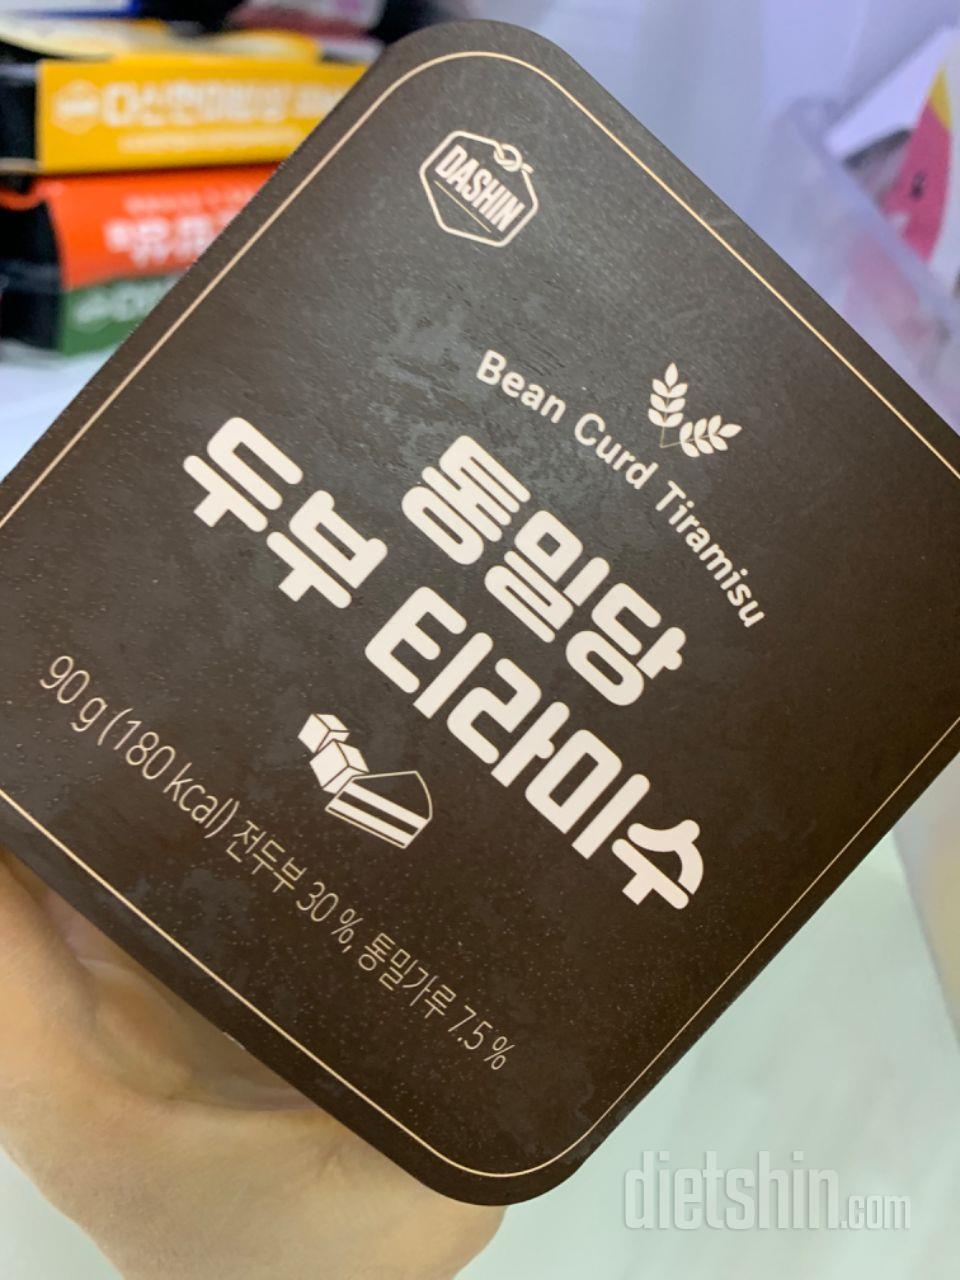 DASHIN
Bean Curd Tiramisu
통밀당
두부 티라미수
90 g (180 kcal) 전두부 30 %, 통밀가루 7.5 %
dietshin.com